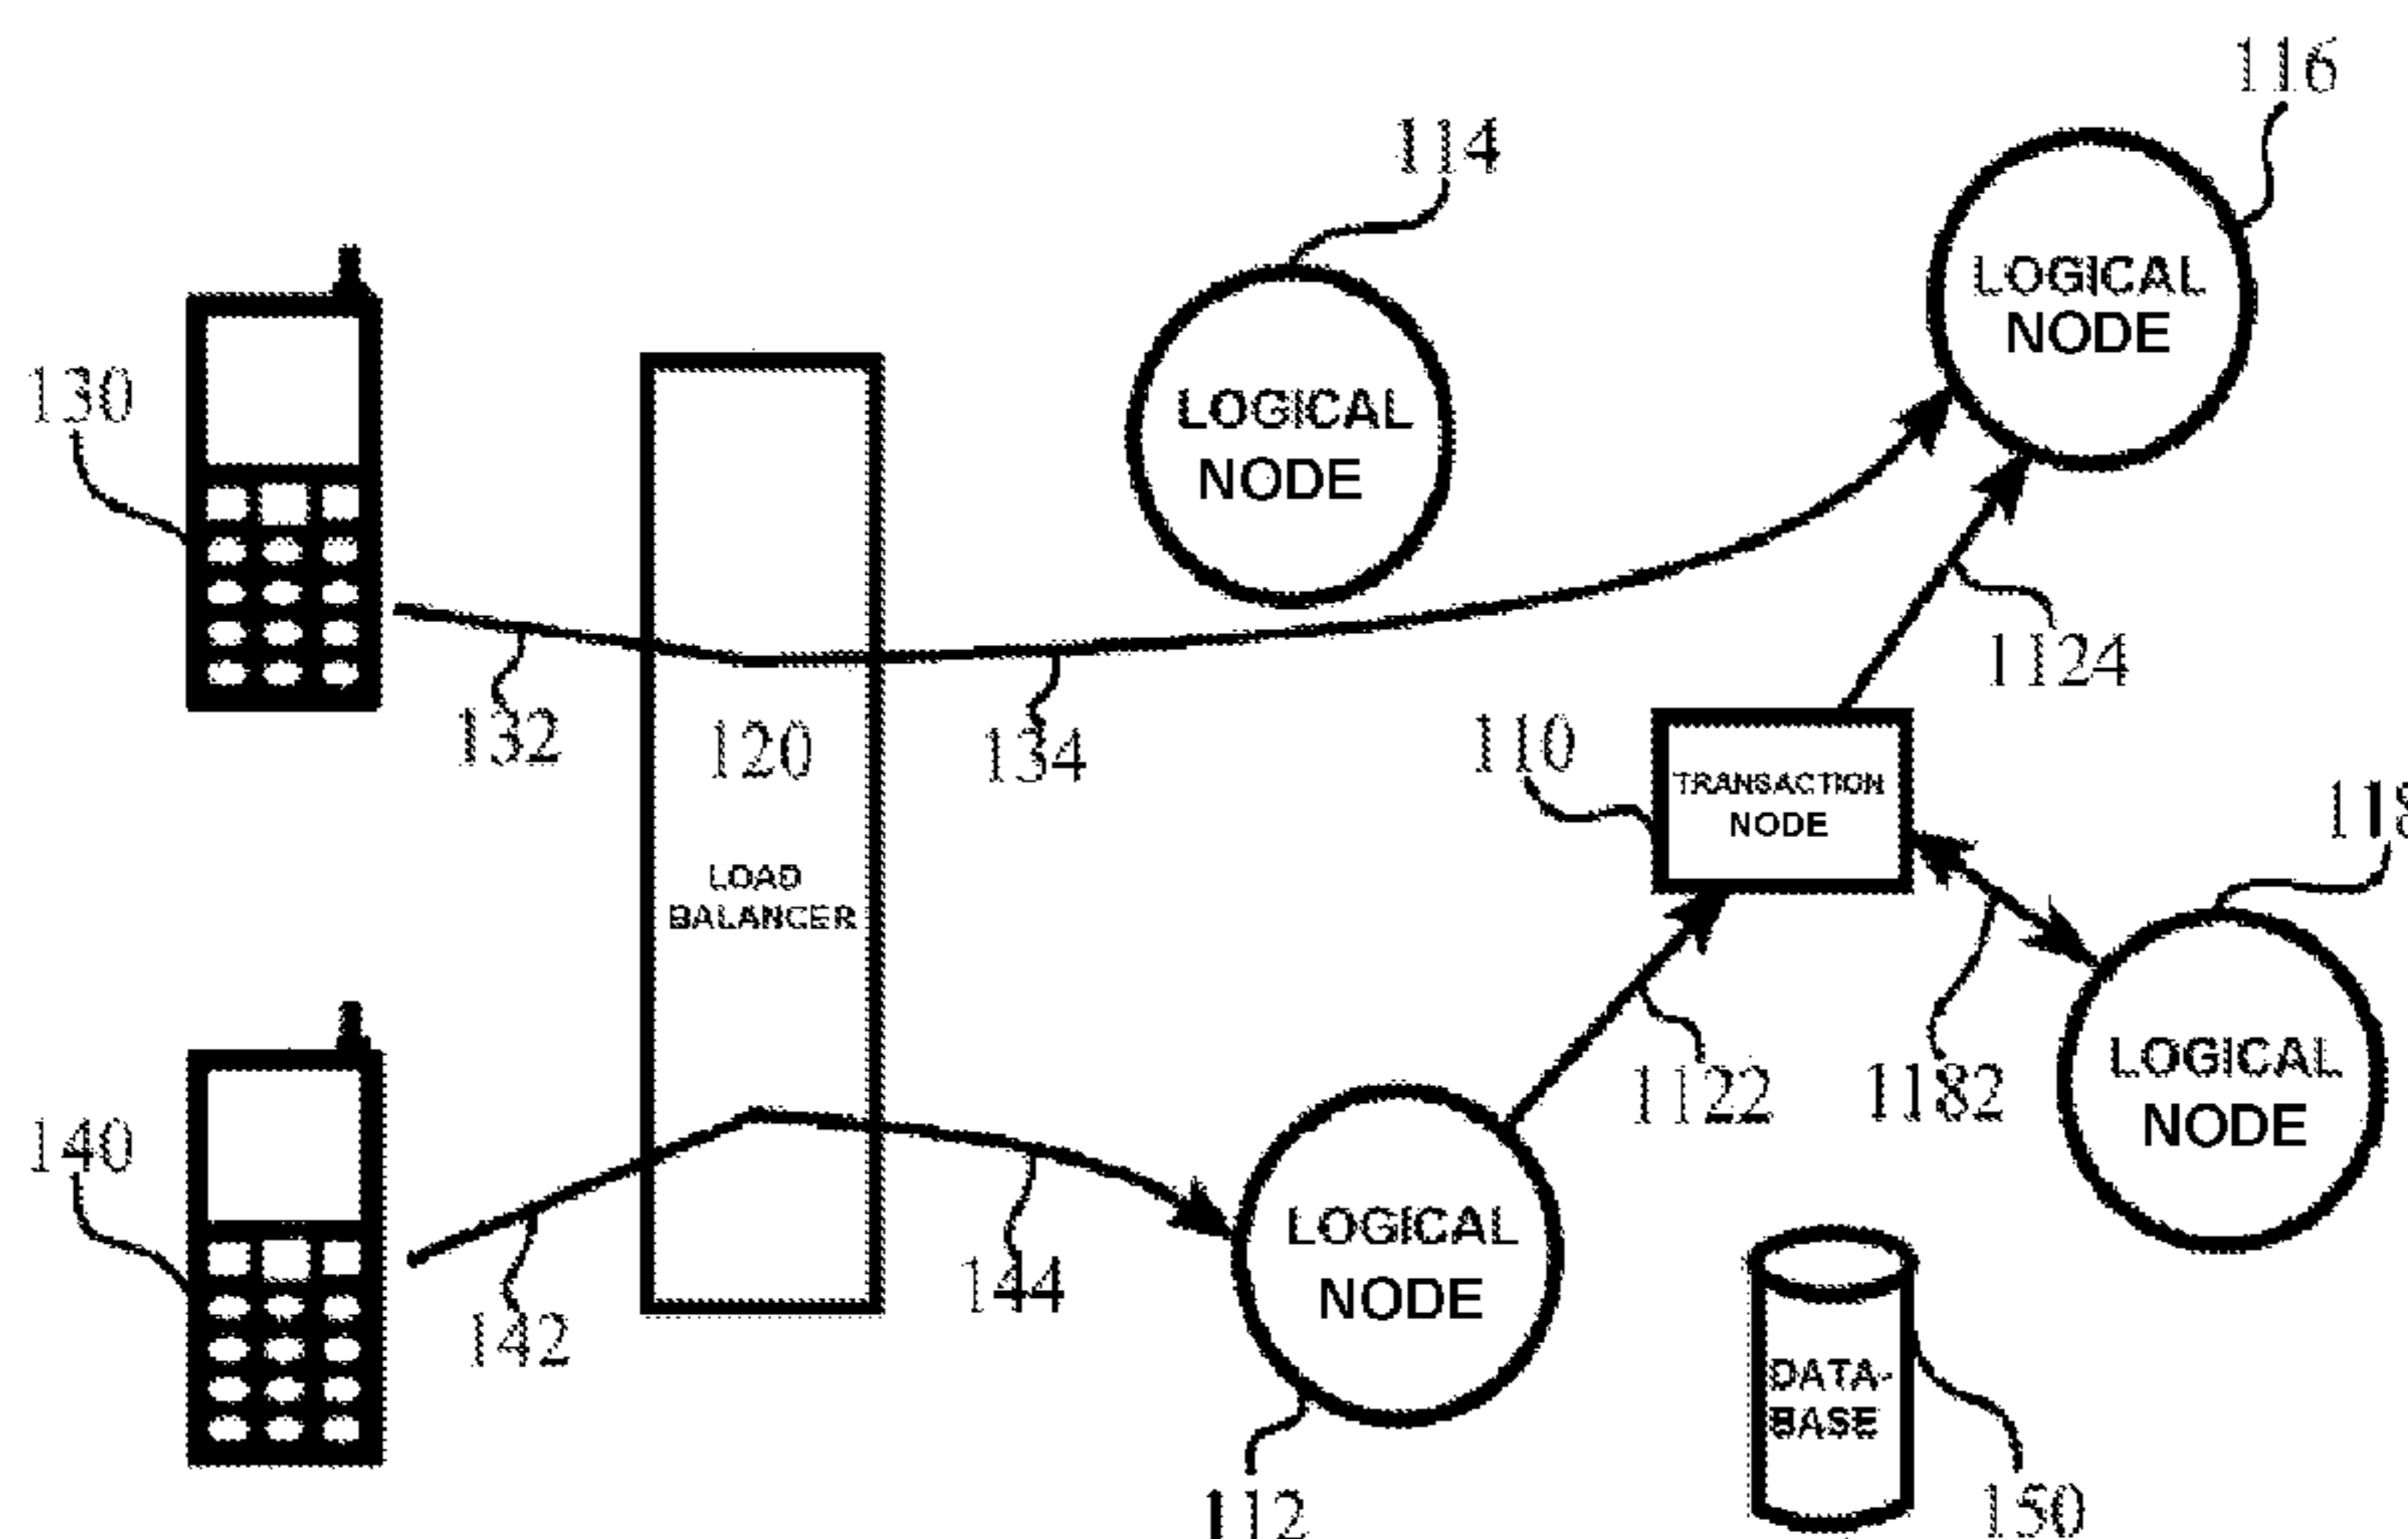 116
114
LOGICAL
NODE
LOGICAL
NODE
130
132
120
134
1124
110
TRANSACTION
NODE
LOAD
BALANCER
118
140
142
144
1122
1182
LOGICAL
NODE
LOGICAL
NODE
DATA-
BASE
112
150